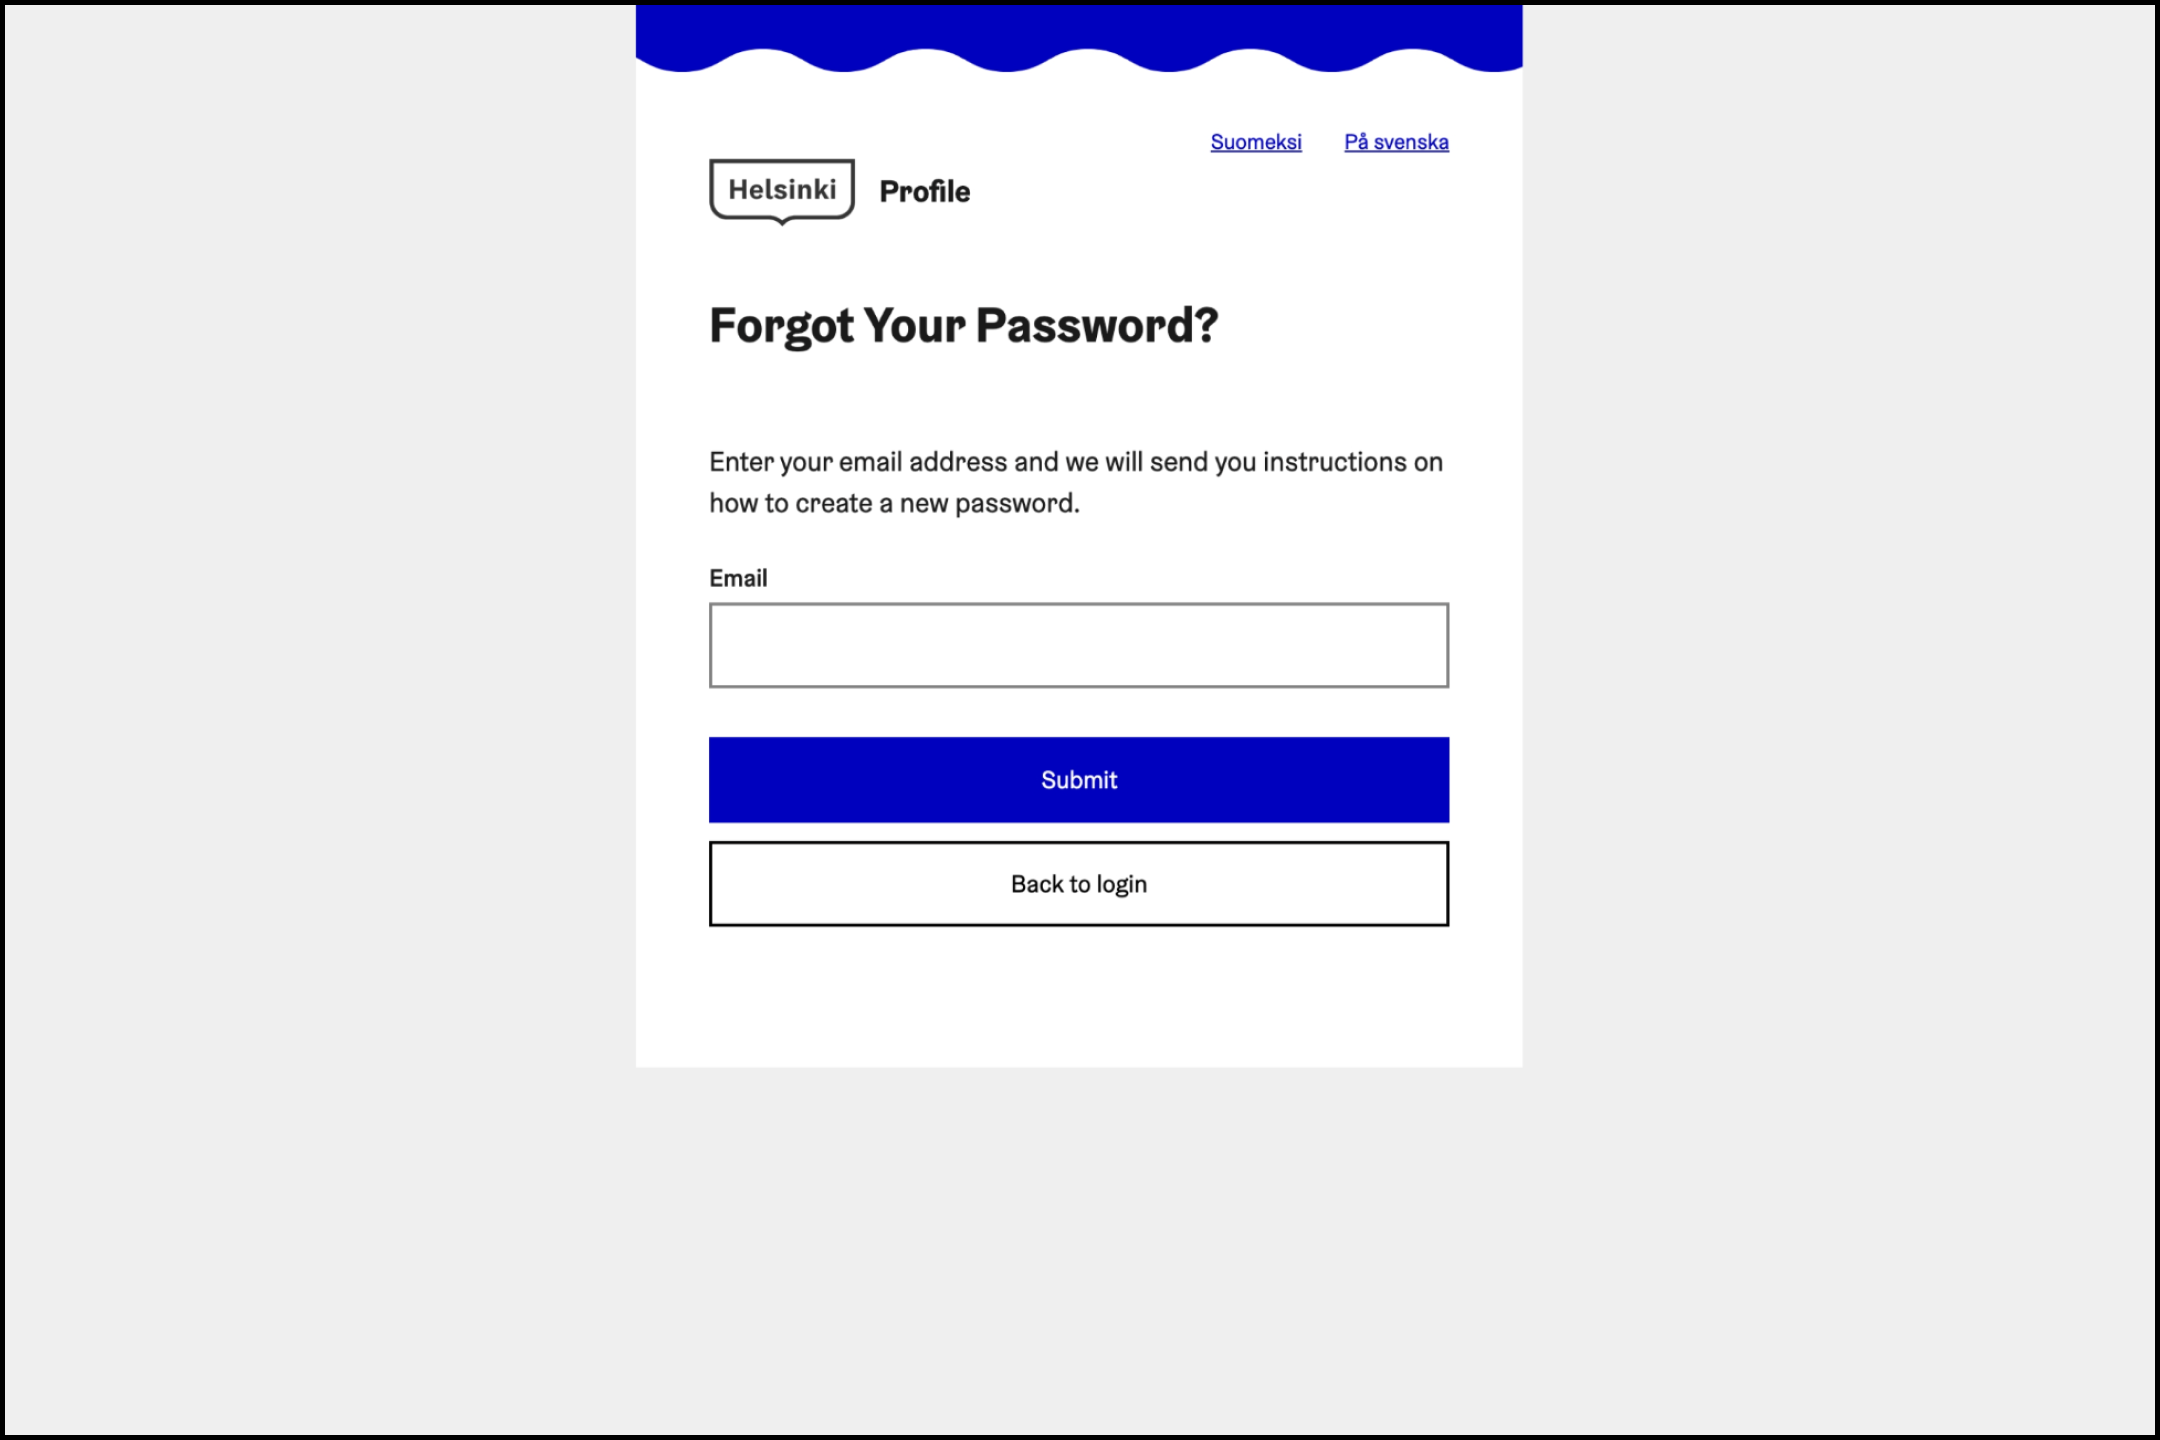 Suomeksi På svenska
Helsinki Profile
Forgot Your Password?
Enter your email address and we will send you instructions on
how to create a new password.
Email
Submit
Back to login